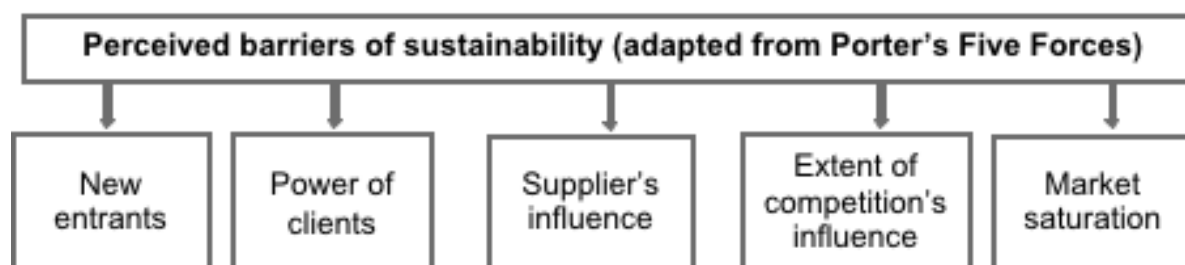 Perceived barriers of sustainability (adapted from Porter's Five Forces)
New
entrants
Power of
clients
Supplier's
influence
Extent of
competition's
influence
Market
saturation